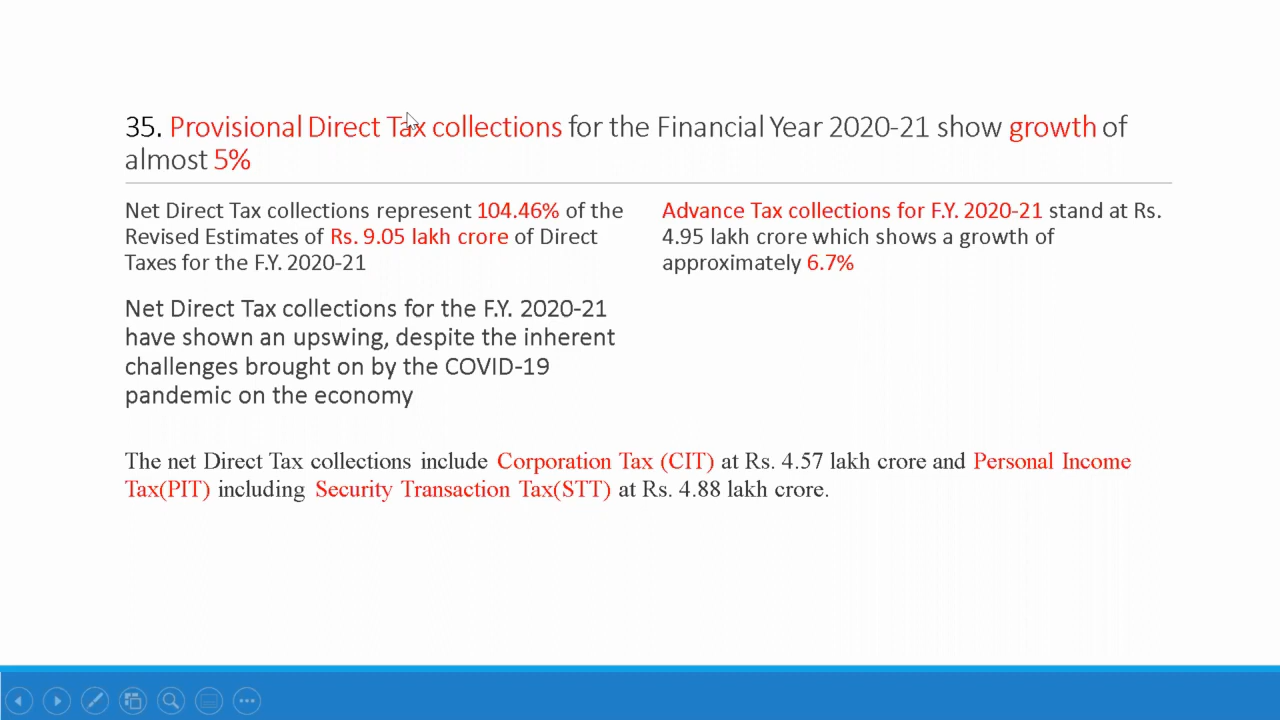 35. Provisional Direct Tax collections for the Financial Year 2020-21 show growth of
almost 5%
Net Direct Tax collections represent 104.46% of the
Revised Estimates of Rs. 9.05 lakh crore of Direct
Taxes for the F.Y. 2020-21
Net Direct Tax collections for the F.Y. 2020-21
have shown an upswing, despite the inherent
challenges brought on by the COVID-19
pandemic on the economy
Advance Tax collections for F.Y. 2020-21 stand at Rs.
4.95 lakh crore which shows a growth of
approximately 6.7%
The net Direct Tax collections include Corporation Tax (CIT) at Rs. 4.57 lakh crore and Personal Income
Tax(PIT) including Security Transaction Tax(STT) at Rs. 4.88 lakh crore.